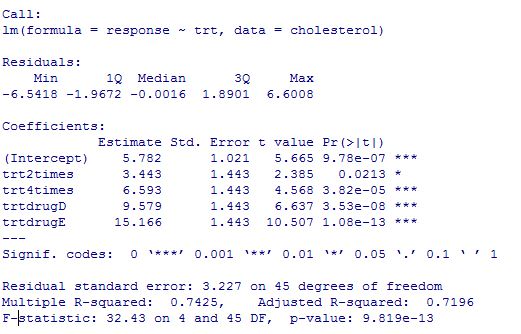 Call:
lm(formula = response ~ trt, data = cholesterol)
Residuals:
Min 1Q Median 3Q Max
-6.5418 -1.9672 -0.0016 1.8901 6.6008
Coefficients:
Estimate Std. Error t value Pr(>|t|)
(Intercept) 5.782 1.021 5.665 9.78e-07 ***
trt2times 3.443 1.443 2.385 0.0213 *
trt4times 6.593 1.443 4.568 3.82e-05 ***
trtdrugD 9.579 1.443 6.637 3.53e-08 ***
trtdrugE 15.166 1.443 10.507 1.08e-13 ***
---
Signif. codes: 0 ‘***’ 0.001 ‘**’ 0.01 ‘*’ 0.05 ‘.’ 0.1 ‘ ’ 1
Residual standard error: 3.227 on 45 degrees of freedom
Multiple R-squared: 0.7425, Adjusted R-squared: 0.7196
F-statistic: 32.43 on 4 and 45 DF, p-value: 9.819e-13